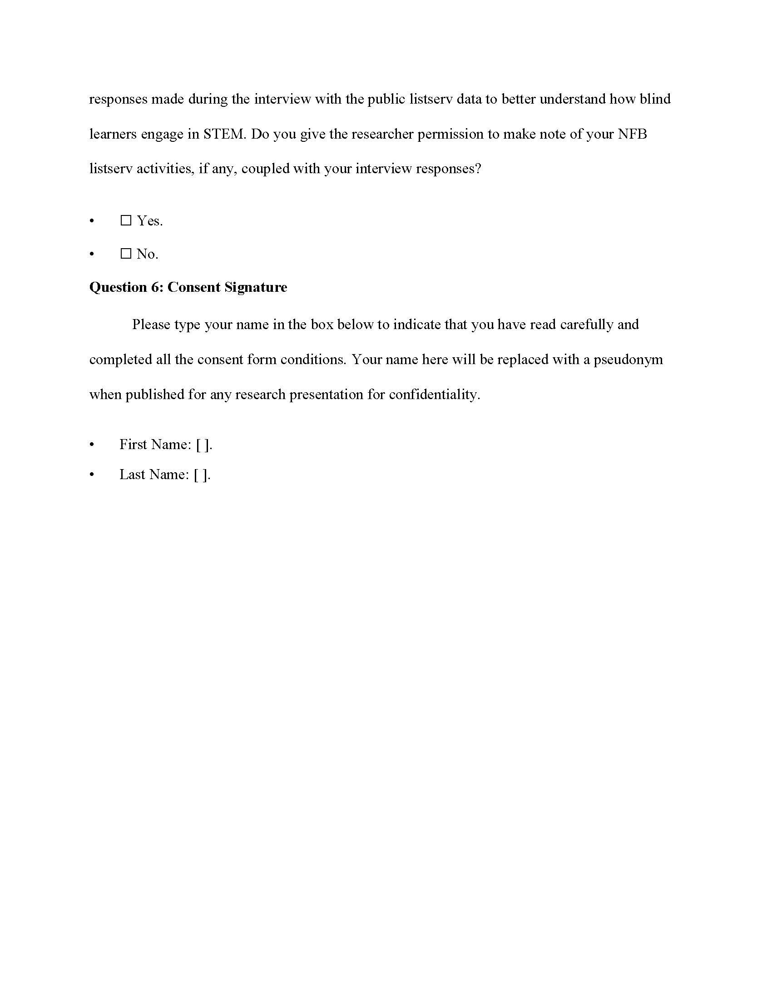 responses made during the interview with the public listserv data to better understand how blind
learners engage in STEM. Do you give the researcher permission to make note of your NFB
listserv activities, if any, coupled with your interview responses?
• ☐ Yes.
• ☐ No.
Question 6: Consent Signature
Please type your name in the box below to indicate that you have read carefully and
completed all the consent form conditions. Your name here will be replaced with a pseudonym
when published for any research presentation for confidentiality.
• First Name: [ ].
• Last Name: [ ].